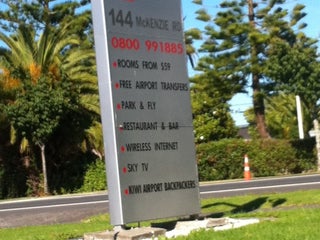 144 McKENZIE RD
0800 991885
ROOMS FROM $59
FREE AIRPORT TRANSFERS
PARK & FLY
RESTAURANT & BAR
WIRELESS INTERNET
SKY TV
KIWI AIRPORT BACKPACKERS